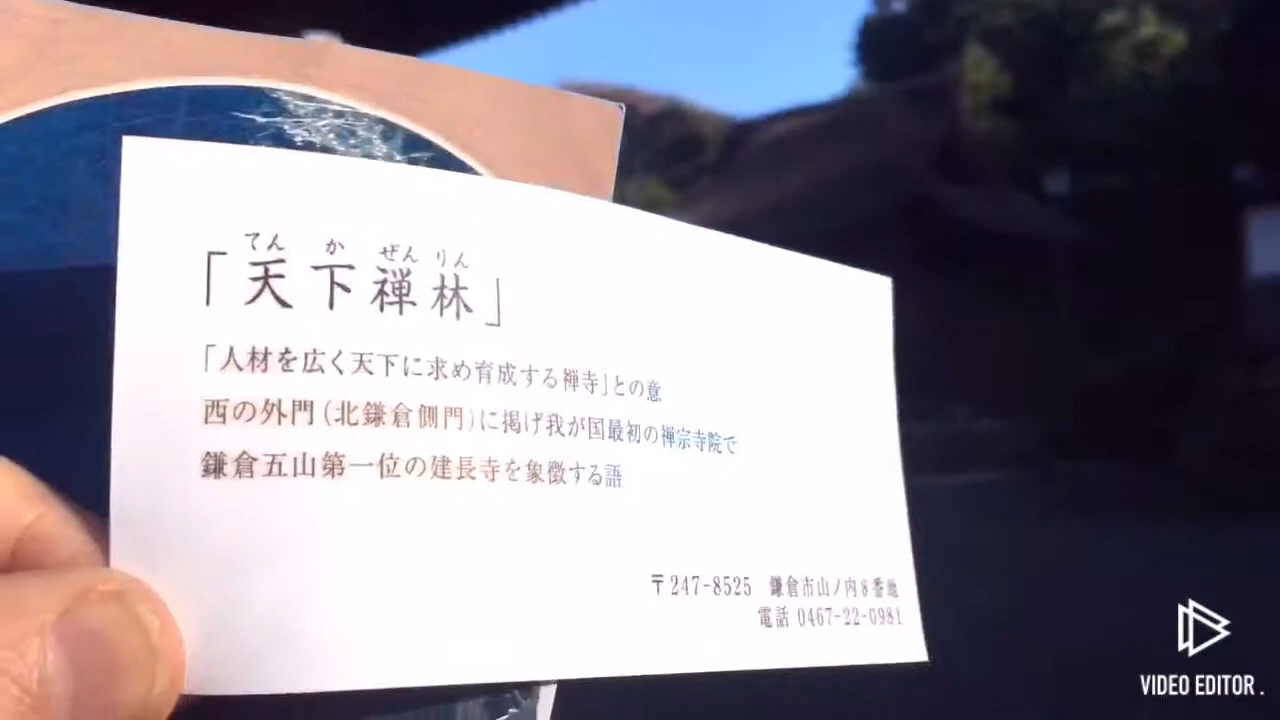 てん か ぜん りん
「天下禅林」
「人材を広く天下に求め育成する禅寺」との意
西の外門(北鎌倉側門)に掲げ我が国最初の禅宗寺院で
鎌倉五山第一位の建長寺を象徴する語
〒247-8525 鎌倉市山ノ内8番地
電話 0467-22-0981
VIDEO EDITOR.